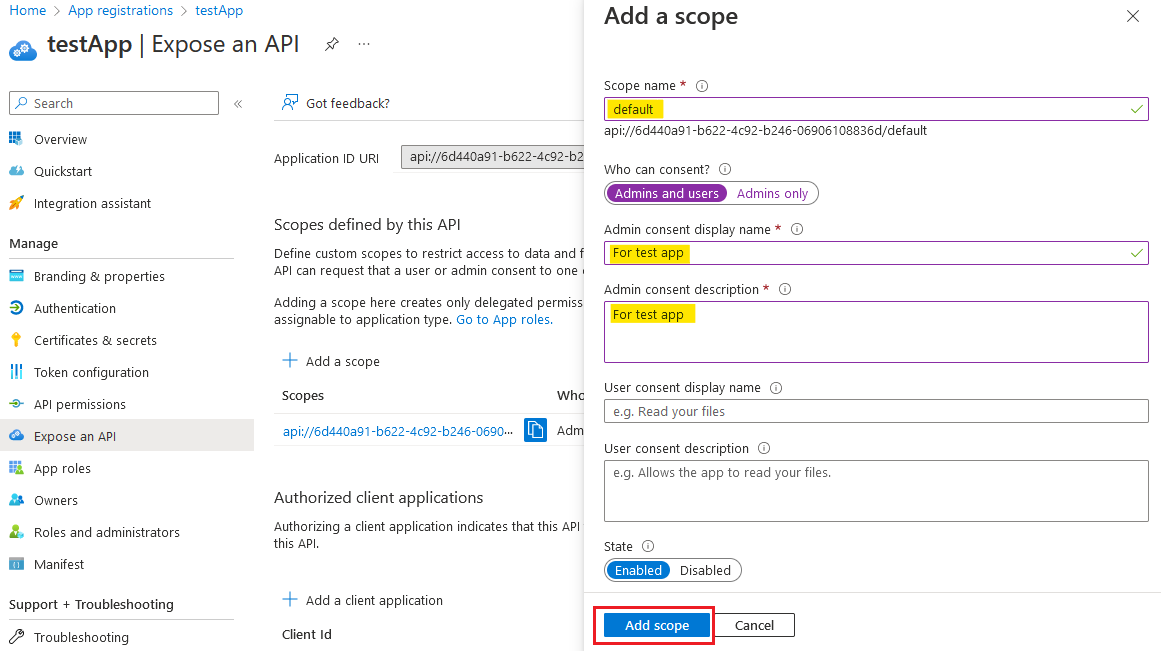 Home > App registrations > testApp
testApp | Expose an API
...
Search
«
Overview
Quickstart
Integration assistant
Manage
Branding & properties
Authentication
Certificates & secrets
Token configuration
API permissions
Expose an API
App roles
Owners
Roles and administrators
Manifest
Support + Troubleshooting
Troubleshooting
Got feedback?
Application ID URI
api://6d440a91-b622-4c92-b2
Scopes defined by this API
Define custom scopes to restrict access to data and f
API can request that a user or admin consent to one
Adding a scope here creates only delegated permiss
assignable to application type. Go to App roles.
Add a scope
Scopes
Who
api://6d440a91-b622-4c92-b246-0690...
Adm
Authorized client applications
Authorizing a client application indicates that this API
this API.
Add a client application
Client Id
Add a scope
Scope name *
default
api://6d440a91-b622-4c92-b246-06906108836d/default
Who can consent?
Admins and users Admins only
Admin consent display name *
For test app
Admin consent description *
For test app
User consent display name
e.g. Read your files
User consent description
e.g. Allows the app to read your files.
State
Enabled Disabled
Add scope Cancel